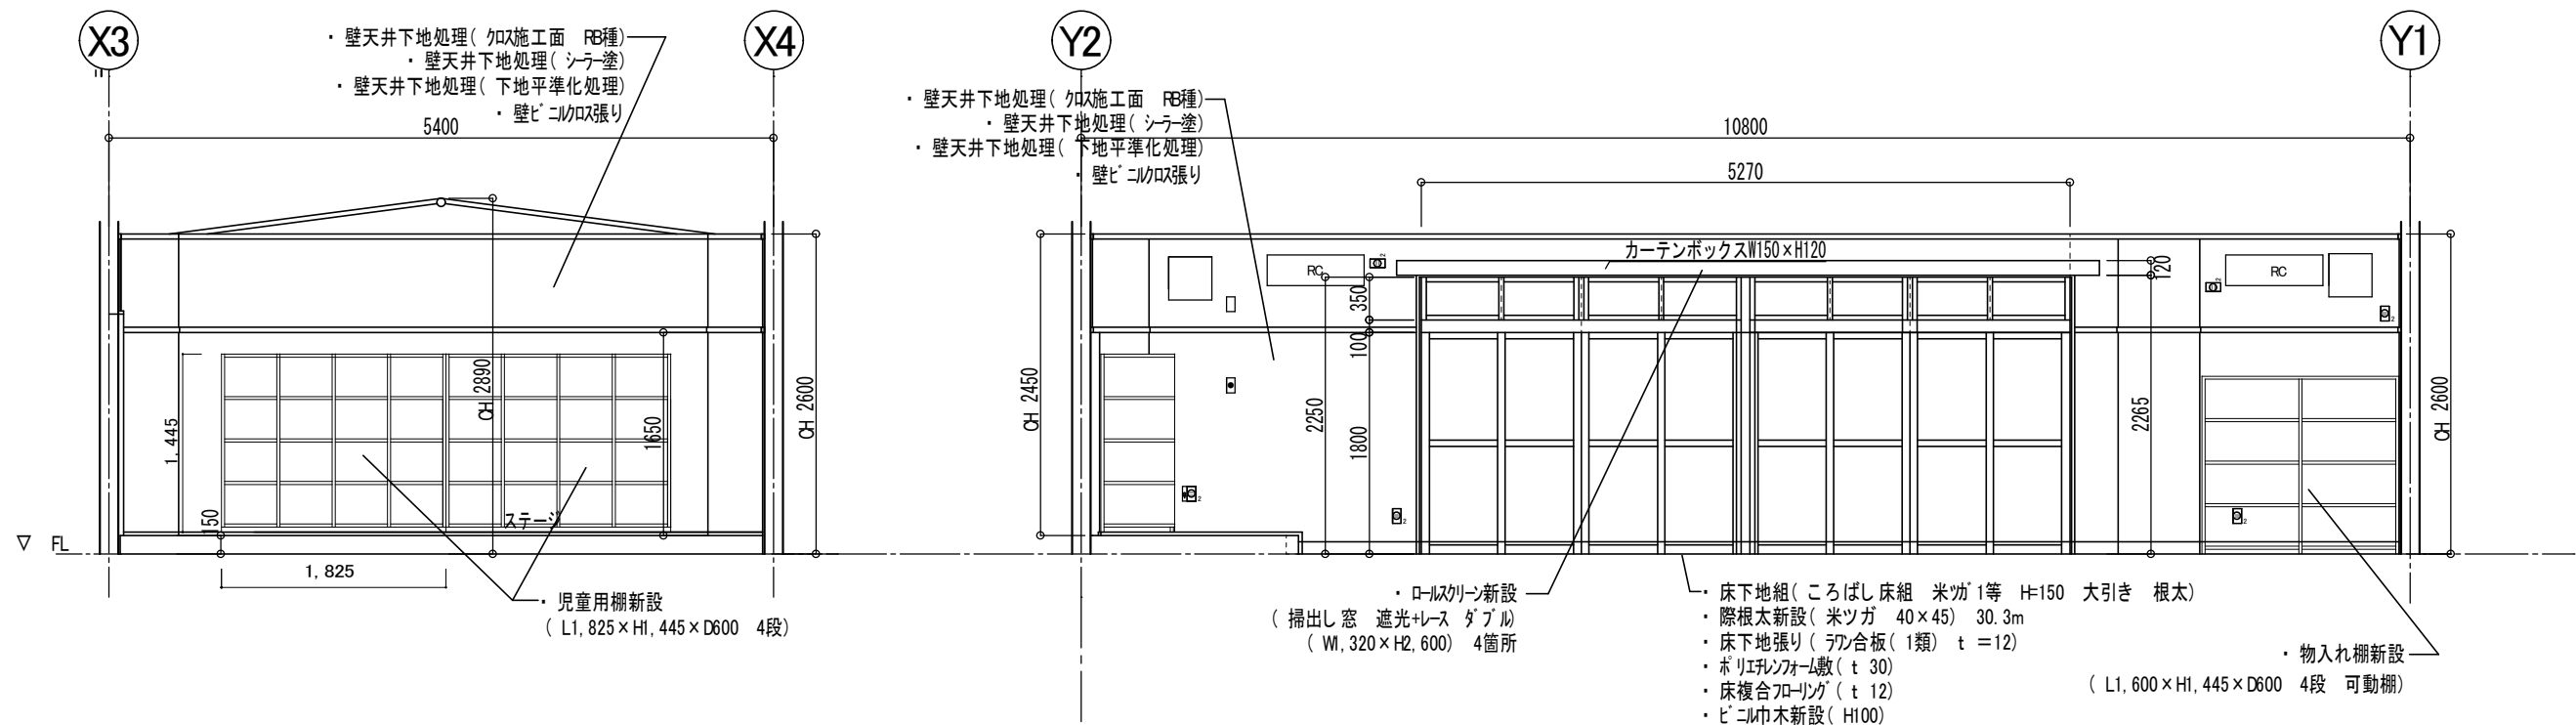 X3
X4
Y2
Y1
・壁天井下地処理( クロス施工面 RB種)
・壁天井下地処理( シーラー塗)
・壁天井下地処理( 下地平準化処理)
・壁ビニルクロス張り
5400
・壁天井下地処理( クロス施工面 RB種)
・壁天井下地処理( シーラー塗)
・壁天井下地処理( 下地平準化処理)
・壁ビニルクロス張り
10800
5270
カーテンボックスW150×H120
RC
RC
120
350
100
1800
2250
2265
CH 2450
CH 2600
CH 2890
CH 2600
1650
1.445
150
ステージ
▽ FL
1,825
・児童用棚新設
( L1,825×H1,445×D600 4段)
・ロールスクリーン新設
( 掃出し窓 遮光+レース ダブル)
( W1,320×H2,600) 4箇所
・床下地組( ころばし床組 米ツガ1等 H=150 大引き 根太)
・際根太新設( 米ツガ 40×45) 30.3m
・床下地張り( ラワン合板( 1類) t =12)
・ポリエチレンフォーム敷( t 30)
・床複合フローリング( t 12)
・ビニル巾木新設( H100)
・物入れ棚新設
( L1,600×H1,445×D600 4段 可動棚)
2
2
2
2
2
2